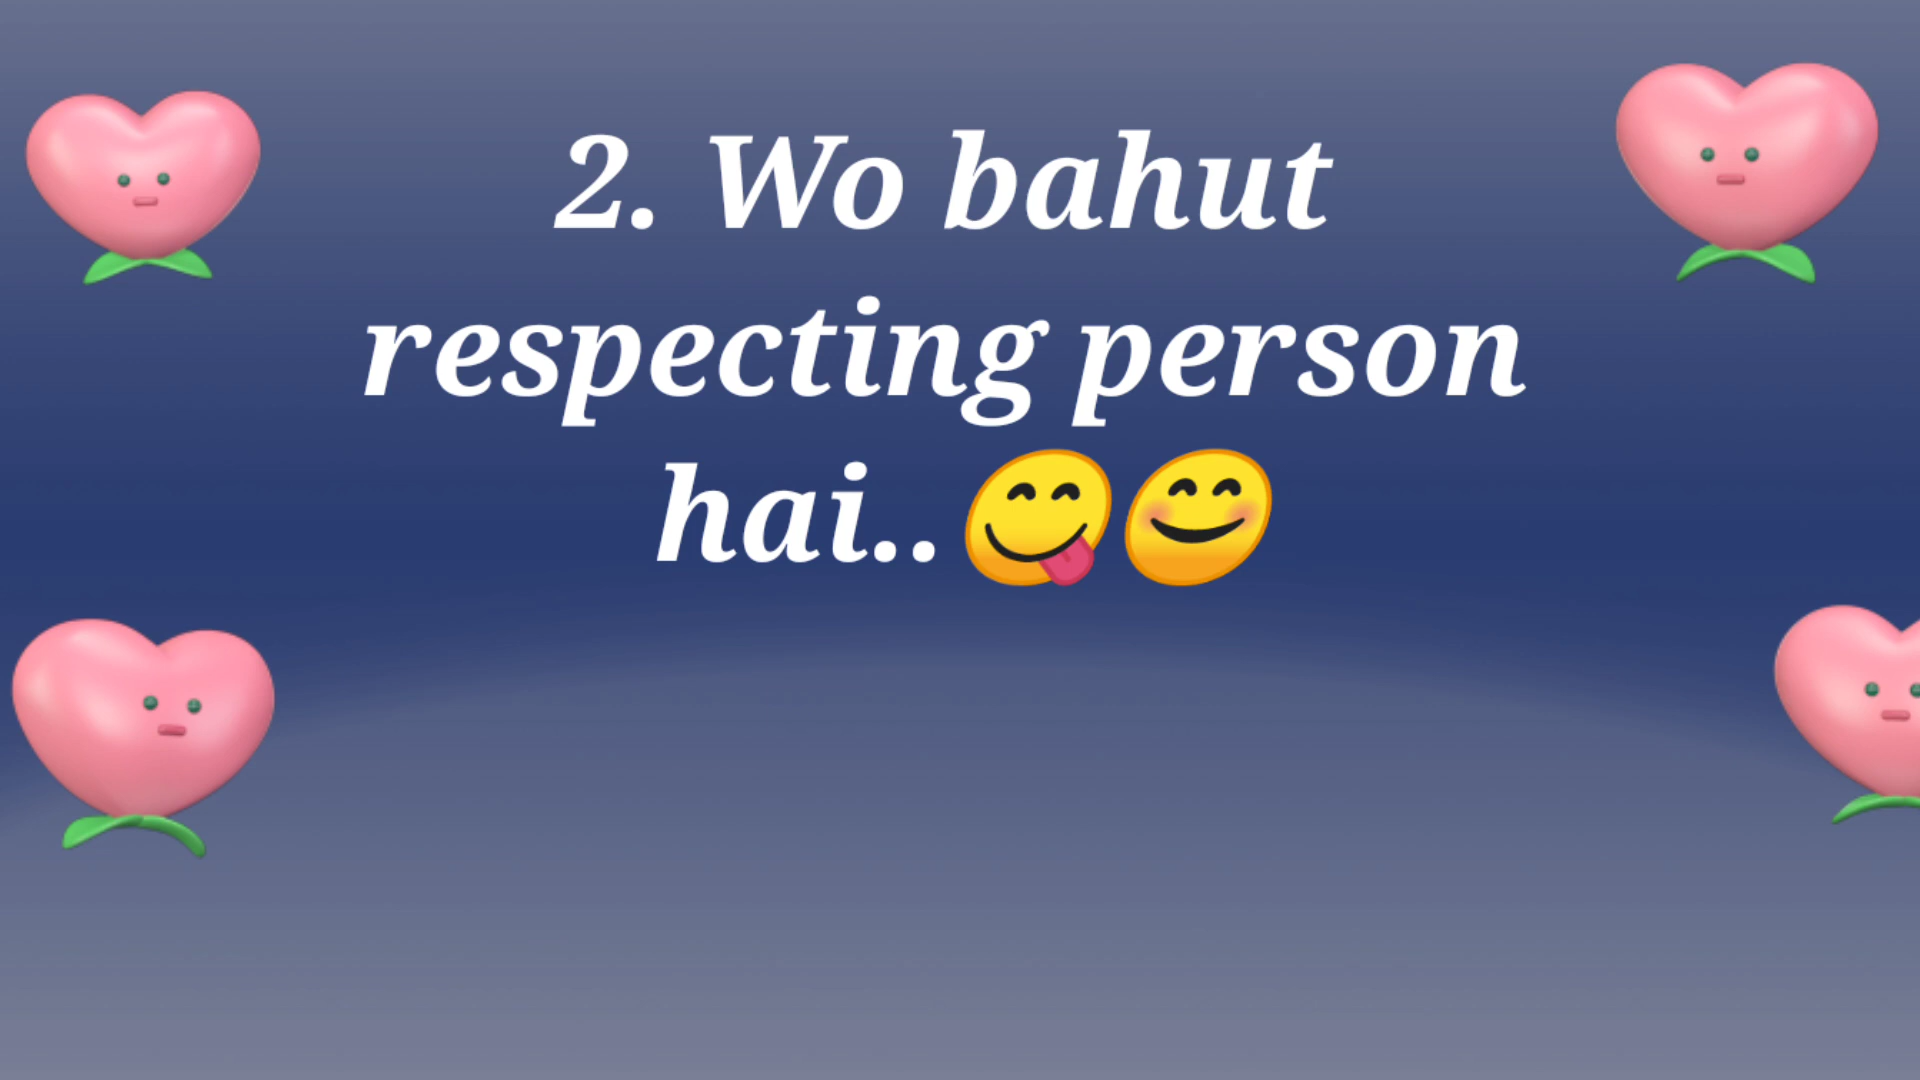 2. Wo bahut
respecting person
hai..😋😊